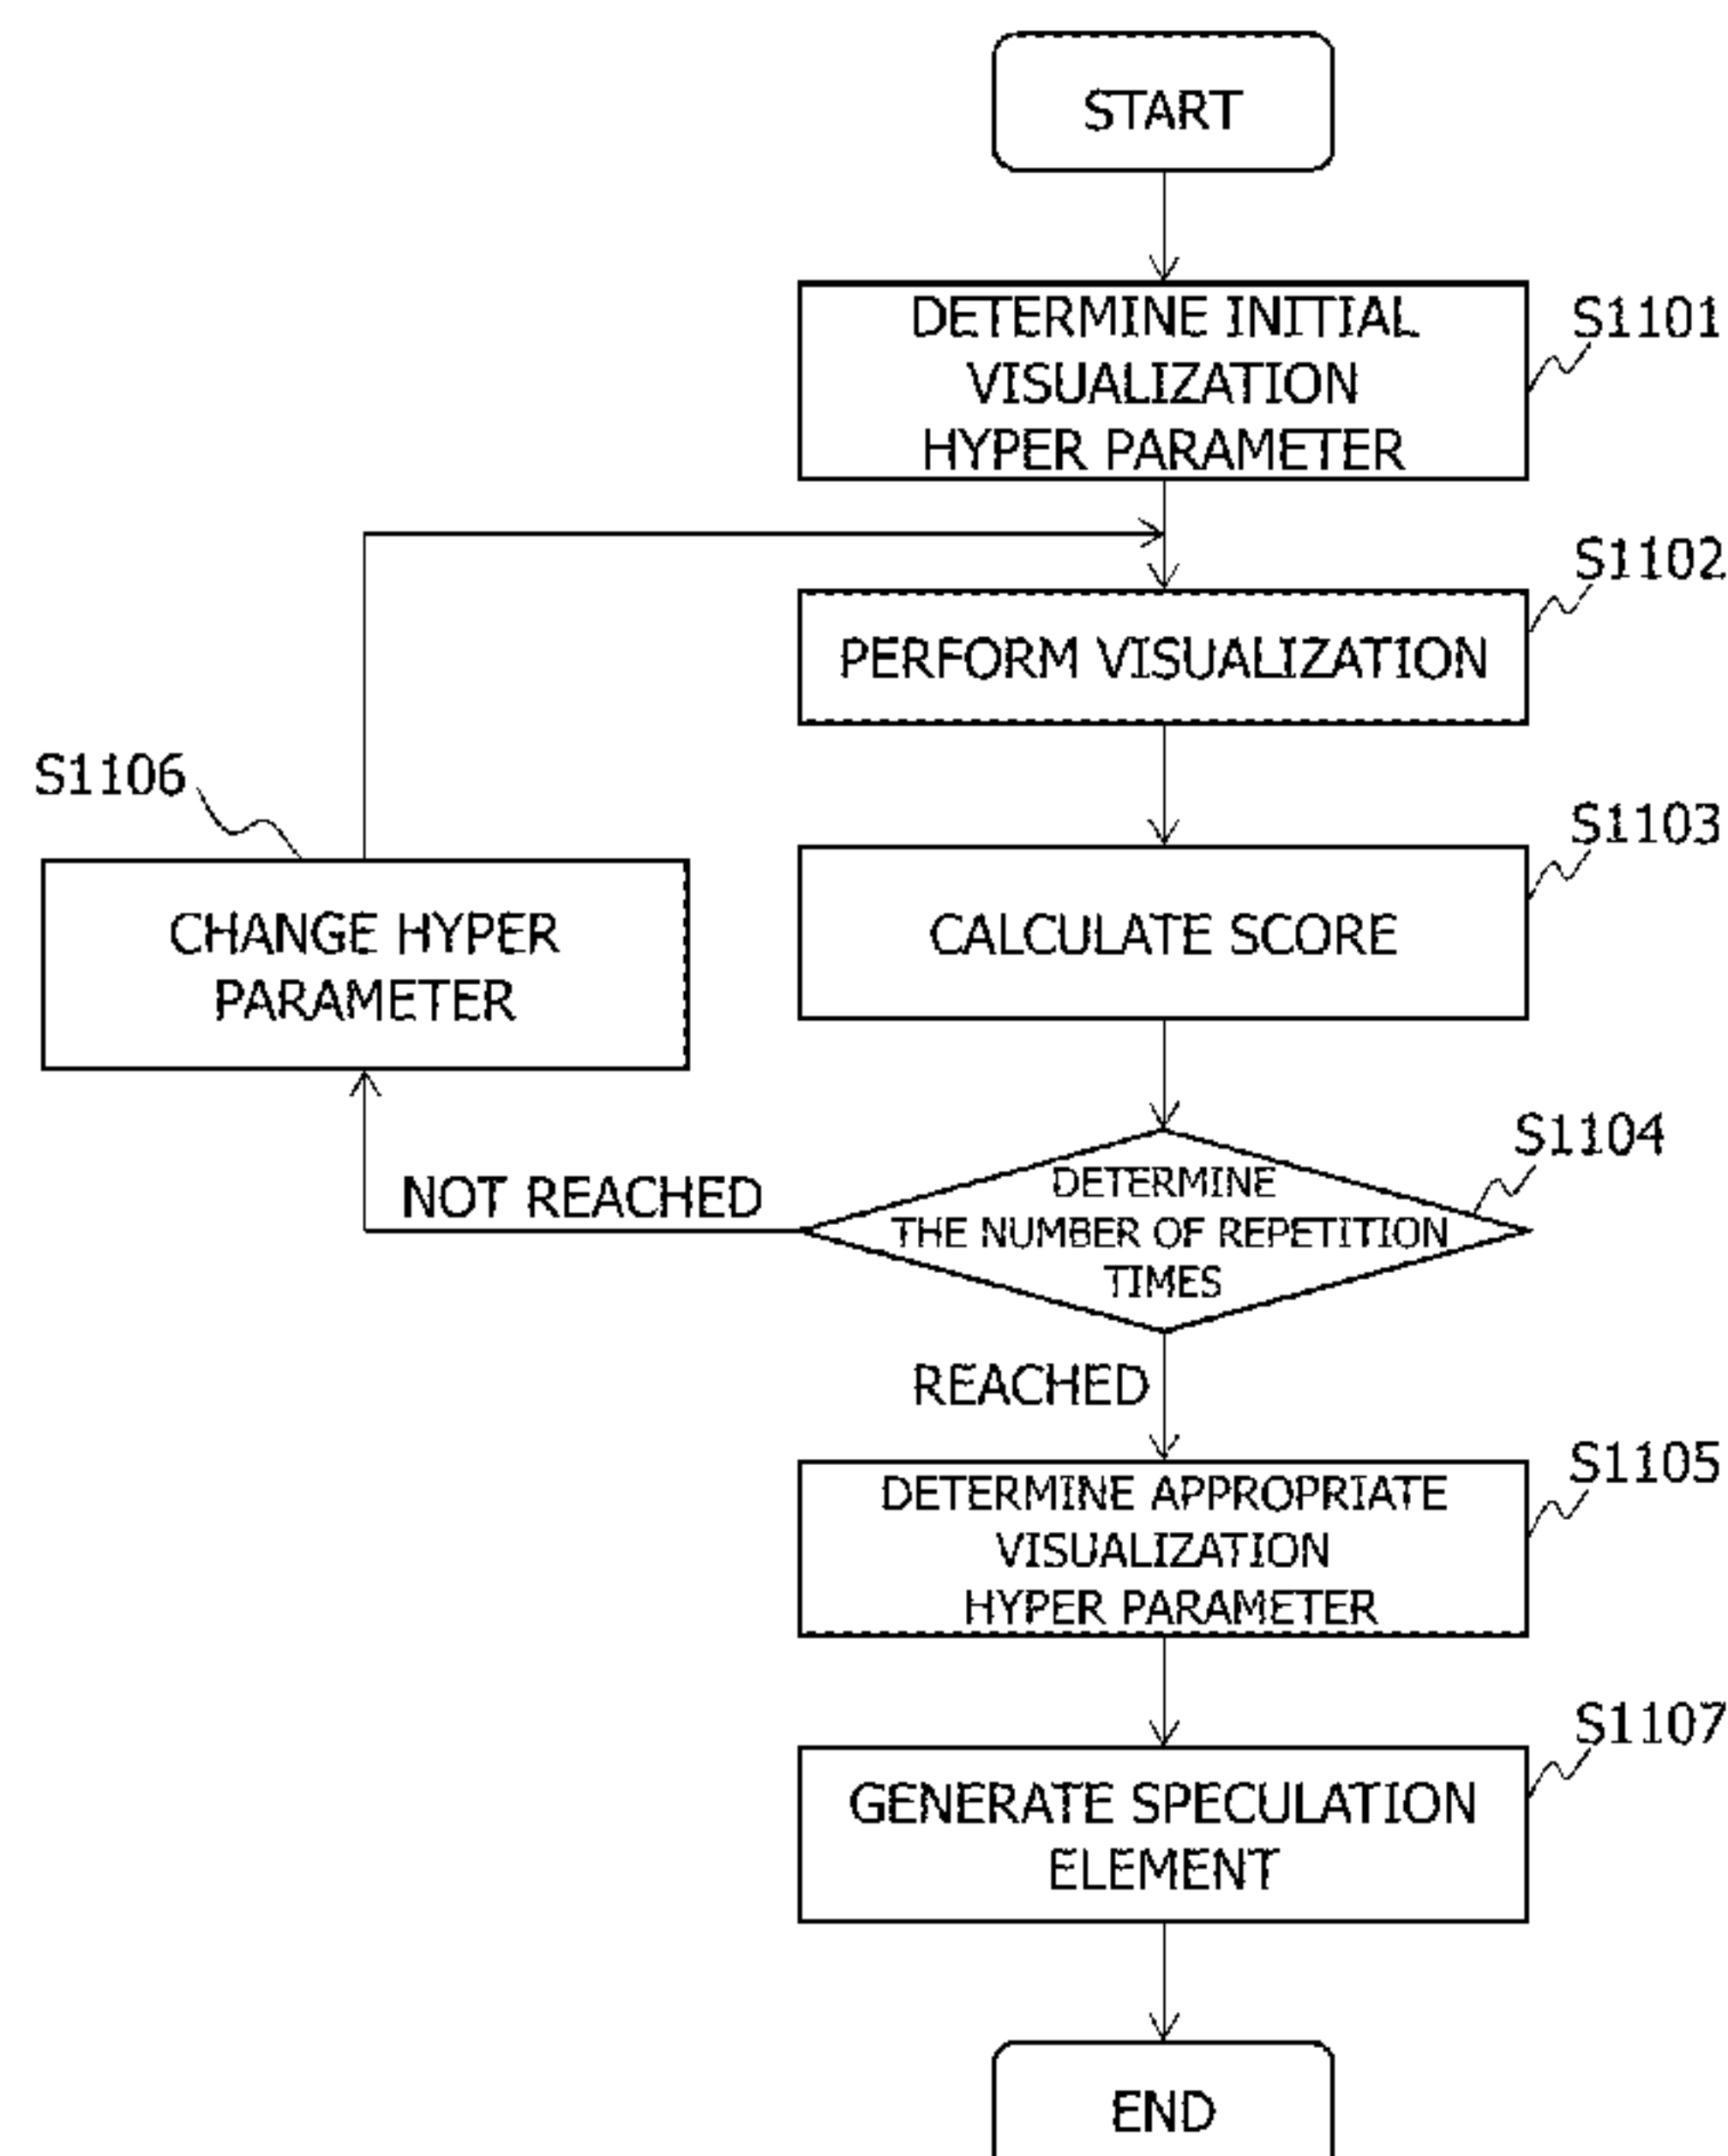 START
DETERMINE INITIAL
VISUALIZATION
HYPER PARAMETER
S1101
S1102
PERFORM VISUALIZATION
S1106
S1103
CHANGE HYPER
PARAMETER
CALCULATE SCORE
S1104
NOT REACHED
DETERMINE
THE NUMBER OF REPETITION
TIMES
REACHED
S1105
DETERMINE APPROPRIATE
VISUALIZATION
HYPER PARAMETER
S1107
GENERATE SPECULATION
ELEMENT
END